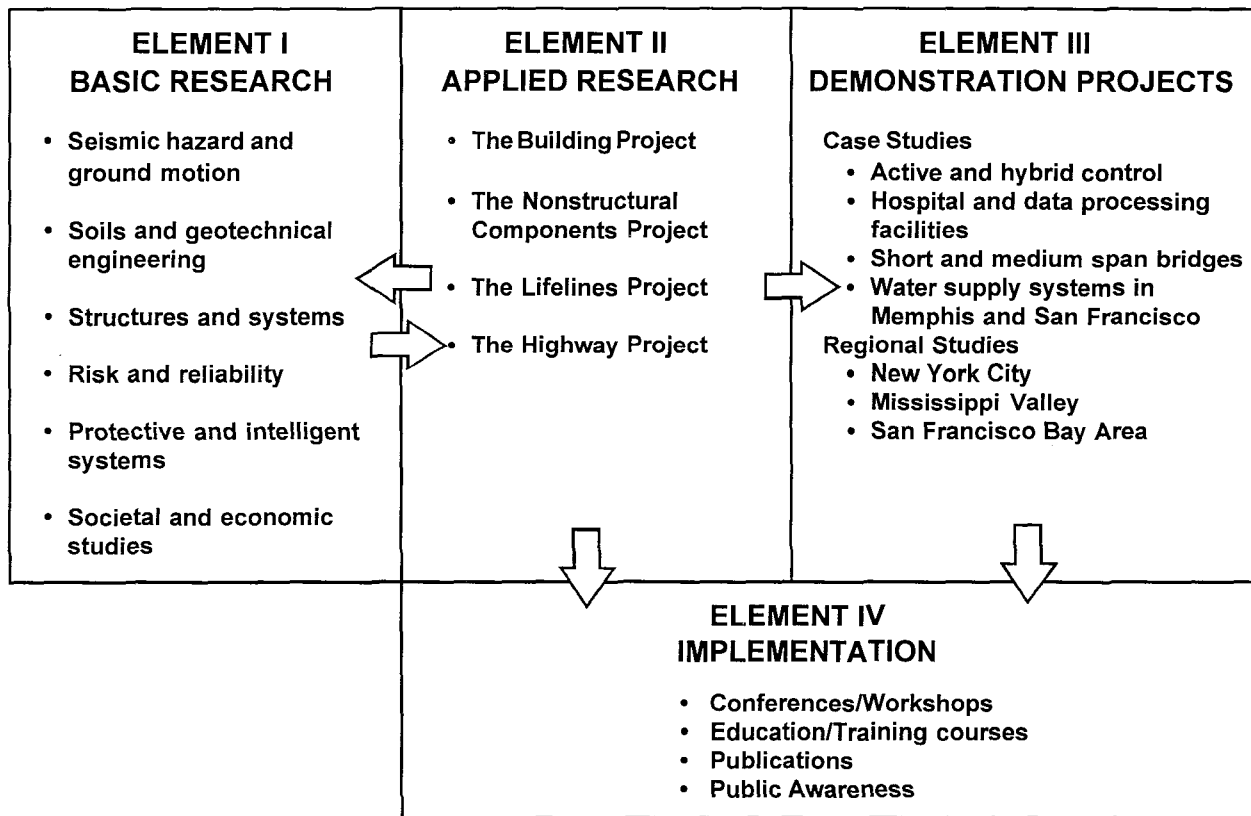 ELEMENT I
BASIC RESEARCH
• Seismic hazard and
ground motion
• Soils and geotechnical
engineering
• Structures and systems
• Risk and reliability
• Protective and intelligent
systems
• Societal and economic
studies
ELEMENT II
APPLIED RESEARCH
• The Building Project
• The Nonstructural
Components Project
• The Lifelines Project
• The Highway Project
ELEMENT III
DEMONSTRATION PROJECTS
Case Studies
• Active and hybrid control
• Hospital and data processing
facilities
• Short and medium span bridges
• Water supply systems in
Memphis and San Francisco
Regional Studies
• New York City
• Mississippi Valley
• San Francisco Bay Area
ELEMENT IV
IMPLEMENTATION
• Conferences/Workshops
• Education/Training courses
• Publications
• Public Awareness